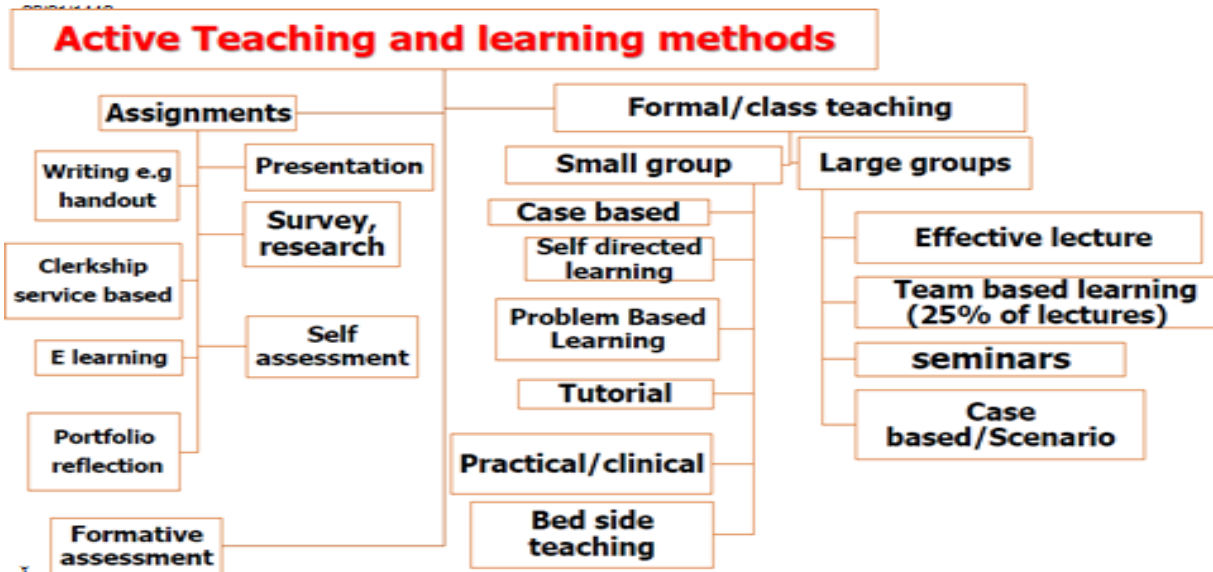 Active Teaching and learning methods
Assignments
Formal/class teaching
Writing e.g
handout
Presentation
Survey,
research
Clerkship
service based
E learning
Self
assessment
Portfolio
reflection
Formative
assessment
Small group
Large groups
Case based
Self directed
learning
Problem Based
Learning
Tutorial
Practical/clinical
Bed side
teaching
Effective lecture
Team based learning
(25% of lectures)
seminars
Case
based/Scenario